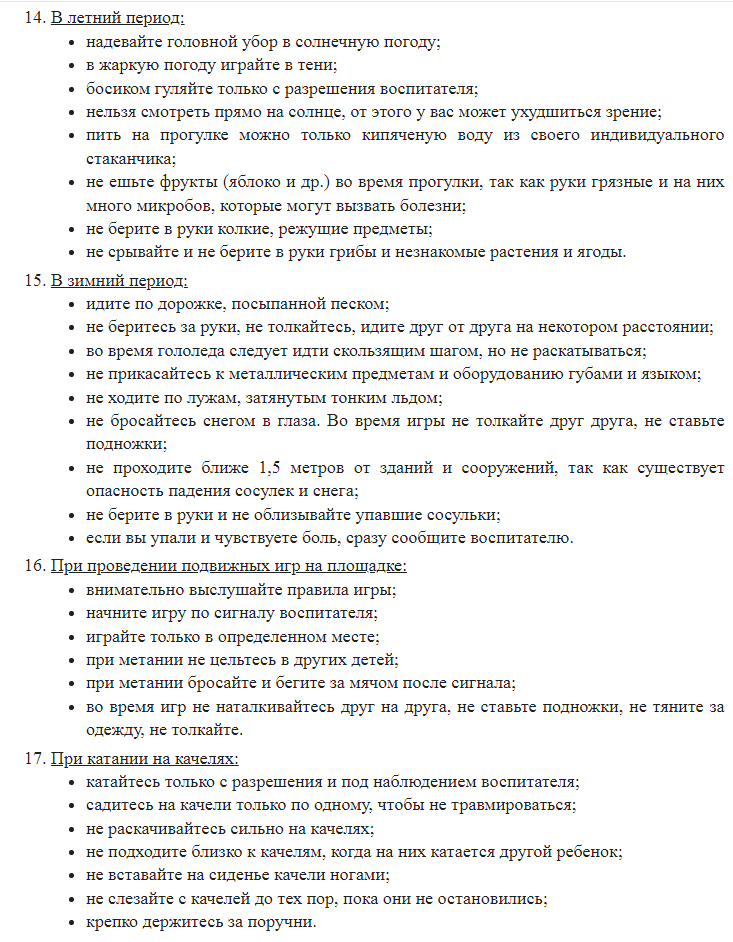 14. В летний период:
• надевайте головной убор в солнечную погоду;
• в жаркую погоду играйте в тени;
• босиком гуляйте только с разрешения воспитателя;
• нельзя смотреть прямо на солнце, от этого у вас может ухудшиться зрение;
• пить на прогулке можно только кипяченую воду из своего индивидуального
стаканчика;
• не ешьте фрукты (яблоко и др.) во время прогулки, так как руки грязные и на них
много микробов, которые могут вызвать болезни;
• не берите в руки колкие, режущие предметы;
• не срывайте и не берите в руки грибы и незнакомые растения и ягоды.
15. В зимний период:
• идите по дорожке, посыпанной песком;
• не беритесь за руки, не толкайтесь, идите друг от друга на некотором расстоянии;
• во время гололеда следует идти скользящим шагом, но не раскатываться;
• не прикасайтесь к металлическим предметам и оборудованию губами и языком;
• не ходите по лужам, затянутым тонким льдом;
• не бросайтесь снегом в глаза. Во время игры не толкайте друг друга, не ставьте
подножки;
• не проходите ближе 1,5 метров от зданий и сооружений, так как существует
опасность падения сосулек и снега;
• не берите в руки и не облизывайте упавшие сосульки;
• если вы упали и чувствуете боль, сразу сообщите воспитателю.
16. При проведении подвижных игр на площадке:
• внимательно выслушайте правила игры;
• начните игру по сигналу воспитателя;
• играйте только в определенном месте;
• при метании не цельтесь в других детей;
• при метании бросайте и бегите за мячом после сигнала;
• во время игр не наталкивайтесь друг на друга, не ставьте подножки, не тяните за
одежду, не толкайте.
17. При катании на качелях:
• катайтесь только с разрешения и под наблюдением воспитателя;
• садитесь на качели только по одному, чтобы не травмироваться;
• не раскачивайтесь сильно на качелях;
• не подходите близко к качелям, когда на них катается другой ребенок;
• не вставайте на сиденье качели ногами;
• не слезайте с качелей до тех пор, пока они не остановились;
• крепко держитесь за поручни.